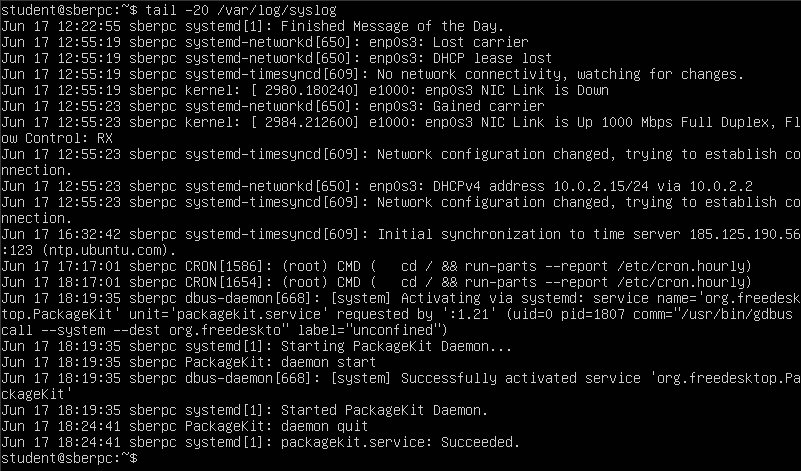 student@sberpc:~$ tail -20 /var/log/syslog
Jun 17 12:22:55 sberpc systemd[1]: Finished Message of the Day.
Jun 17 12:55:19 sberpc systemd-networkd[650]: enp0s3: Lost carrier
Jun 17 12:55:19 sberpc systemd-networkd[650]: enp0s3: DHCP lease lost
Jun 17 12:55:19 sberpc systemd-timesyncd[609]: No network connectivity, watching for changes.
Jun 17 12:55:19 sberpc kernel: [ 2980.180240] e1000: enp0s3 NIC Link is Down
Jun 17 12:55:23 sberpc systemd-networkd[650]: enp0s3: Gained carrier
Jun 17 12:55:23 sberpc kernel: [ 2984.212600] e1000: enp0s3 NIC Link is Up 1000 Mbps Full Duplex, Fl
ow Control: RX
Jun 17 12:55:23 sberpc systemd-timesyncd[609]: Network configuration changed, trying to establish co
nnection.
Jun 17 12:55:23 sberpc systemd-networkd[650]: enp0s3: DHCPv4 address 10.0.2.15/24 via 10.0.2.2
Jun 17 12:55:23 sberpc systemd-timesyncd[609]: Network configuration changed, trying to establish co
nnection.
Jun 17 16:32:42 sberpc systemd-timesyncd[609]: Initial synchronization to time server 185.125.190.56
:123 (ntp.ubuntu.com).
Jun 17 17:17:01 sberpc CRON[1586]: (root) CMD (   cd / && run-parts --report /etc/cron.hourly)
Jun 17 18:17:01 sberpc CRON[1654]: (root) CMD (   cd / && run-parts --report /etc/cron.hourly)
Jun 17 18:19:35 sberpc dbus-daemon[668]: [system] Activating via systemd: service name='org.freedesk
top.PackageKit' unit='packagekit.service' requested by ':1.21' (uid=0 pid=1807 comm="/usr/bin/gdbus
call --system --dest org.freedeskto" label="unconfined")
Jun 17 18:19:35 sberpc systemd[1]: Starting PackageKit Daemon...
Jun 17 18:19:35 sberpc PackageKit: daemon start
Jun 17 18:19:35 sberpc dbus-daemon[668]: [system] Successfully activated service 'org.freedesktop.Pa
ckageKit'
Jun 17 18:19:35 sberpc systemd[1]: Started PackageKit Daemon.
Jun 17 18:24:41 sberpc PackageKit: daemon quit
Jun 17 18:24:41 sberpc systemd[1]: packagekit.service: Succeeded.
student@sberpc:~$